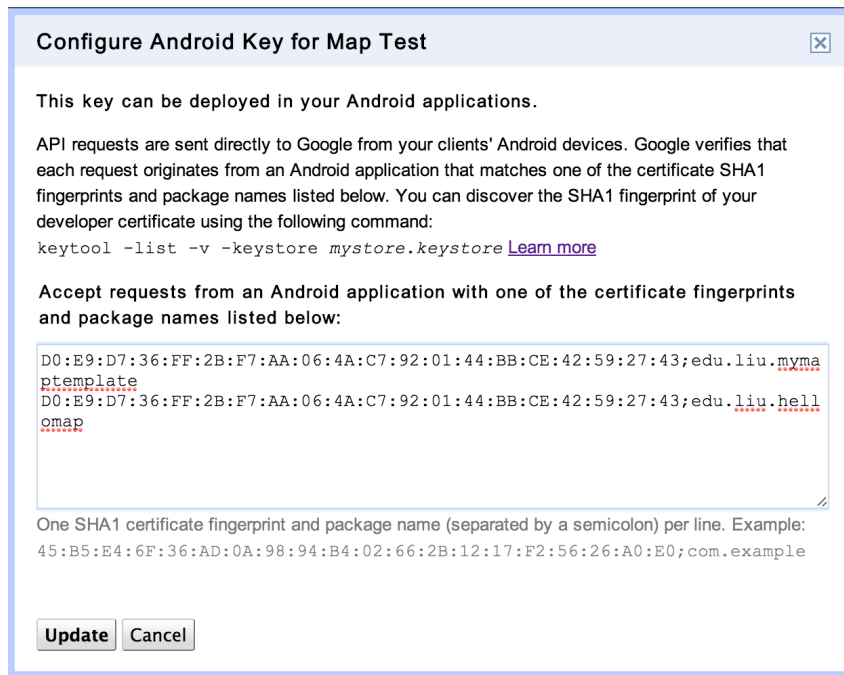 Configure Android Key for Map Test
This key can be deployed in your Android applications.
API requests are sent directly to Google from your clients' Android devices. Google verifies that
each request originates from an Android application that matches one of the certificate SHA1
fingerprints and package names listed below. You can discover the SHA1 fingerprint of your
developer certificate using the following command:
keytool -list -v -keystore mystore.keystore Learn more
Accept requests from an Android application with one of the certificate fingerprints
and package names listed below:
D0:E9:D7:36:FF:2B:F7:AA:06:4A:C7:92:01:44:BB:CE:42:59:27:43;edu.liu.myma
ptemplate
D0:E9:D7:36:FF:2B:F7:AA:06:4A:C7:92:01:44:BB:CE:42:59:27:43;edu.liu.hell
omap
One SHA1 certificate fingerprint and package name (separated by a semicolon) per line. Example:
45:B5:E4:6F:36:AD:0A:98:94:B4:02:66:2B:12:17:F2:56:26:A0:E0;com.example
Update Cancel